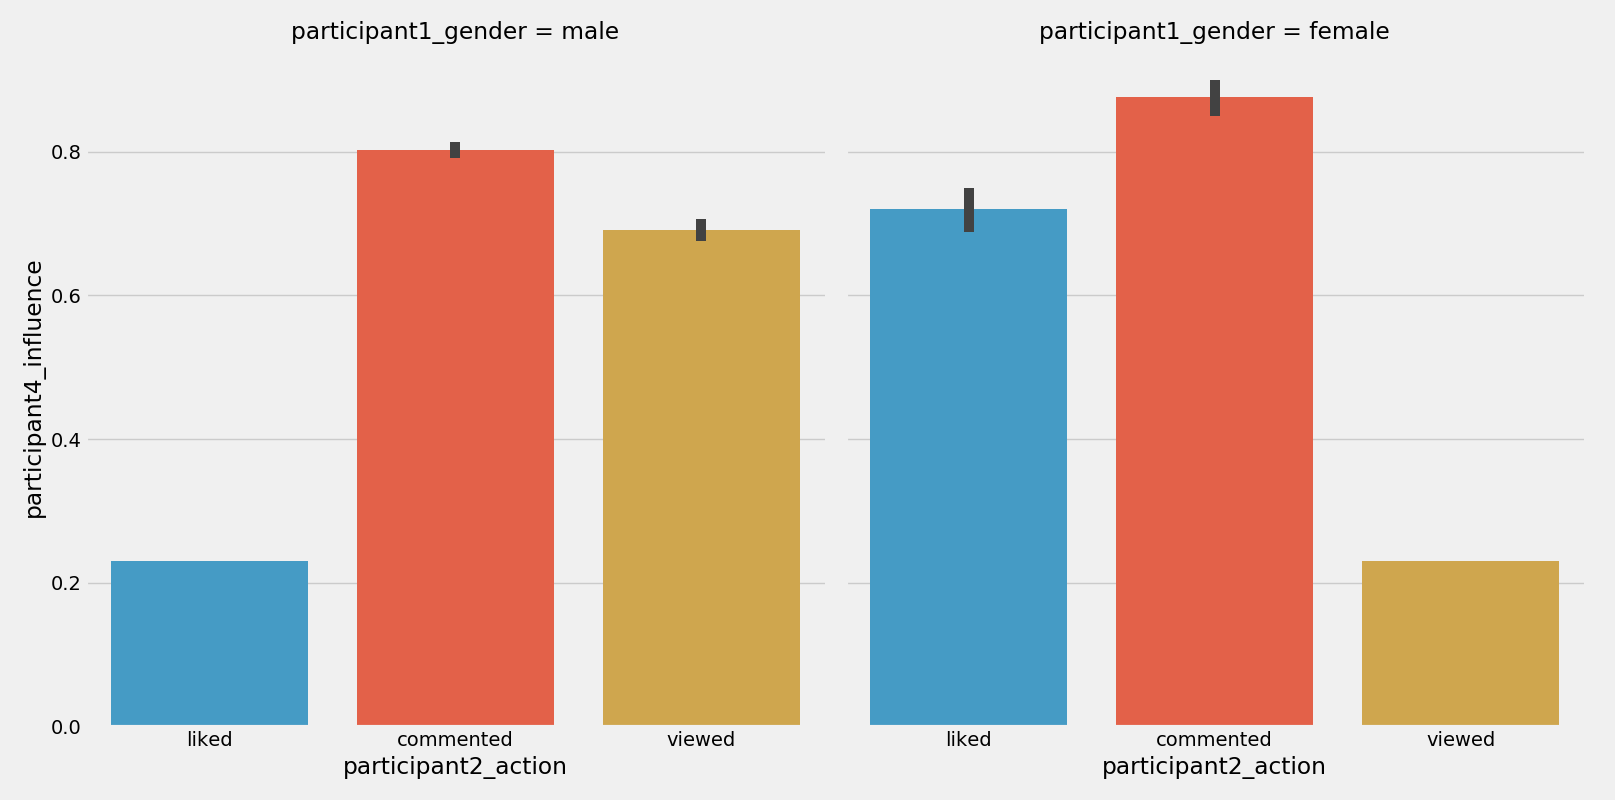 participant1_gender = male
participant1_gender = female
participant4_influence
0.8
0.6
0.4
0.2
0.0
liked commented viewed
liked commented viewed
participant2_action
participant2_action